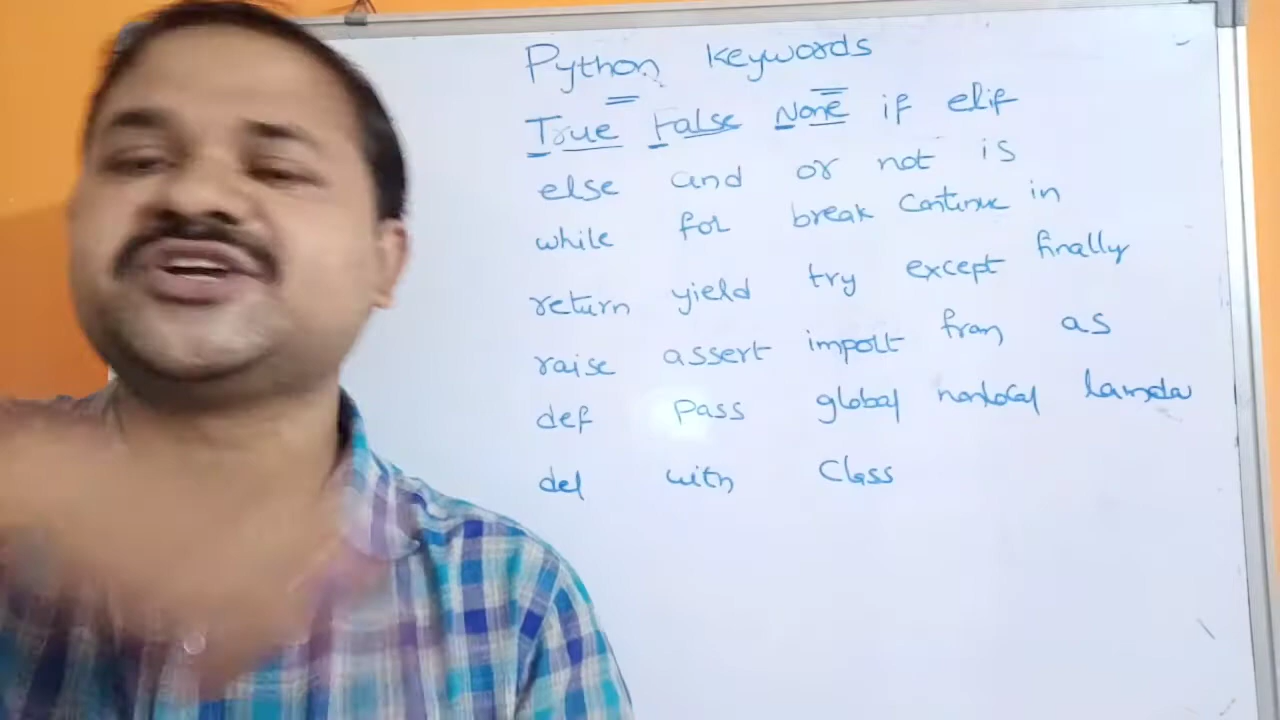 Python keywords
True False None if elif
else and or not is
while for break continue in
return yield try except finally
raise assert import from as
def pass global nonlocal lamda
del with class